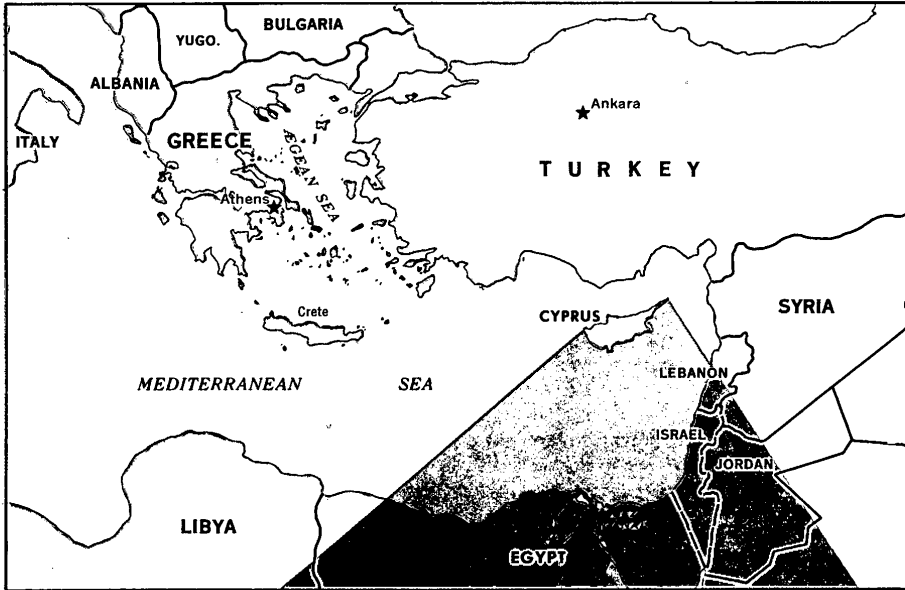 BULGARIA
YUGO.
ALBANIA
ITALY
GREECE
ÆGEAN SEA
Athens
Ankara
TURKEY
Crete
CYPRUS
SYRIA
MEDITERRANEAN SEA
LEBANON
ISRAEL
JORDAN
LIBYA
EGYPT